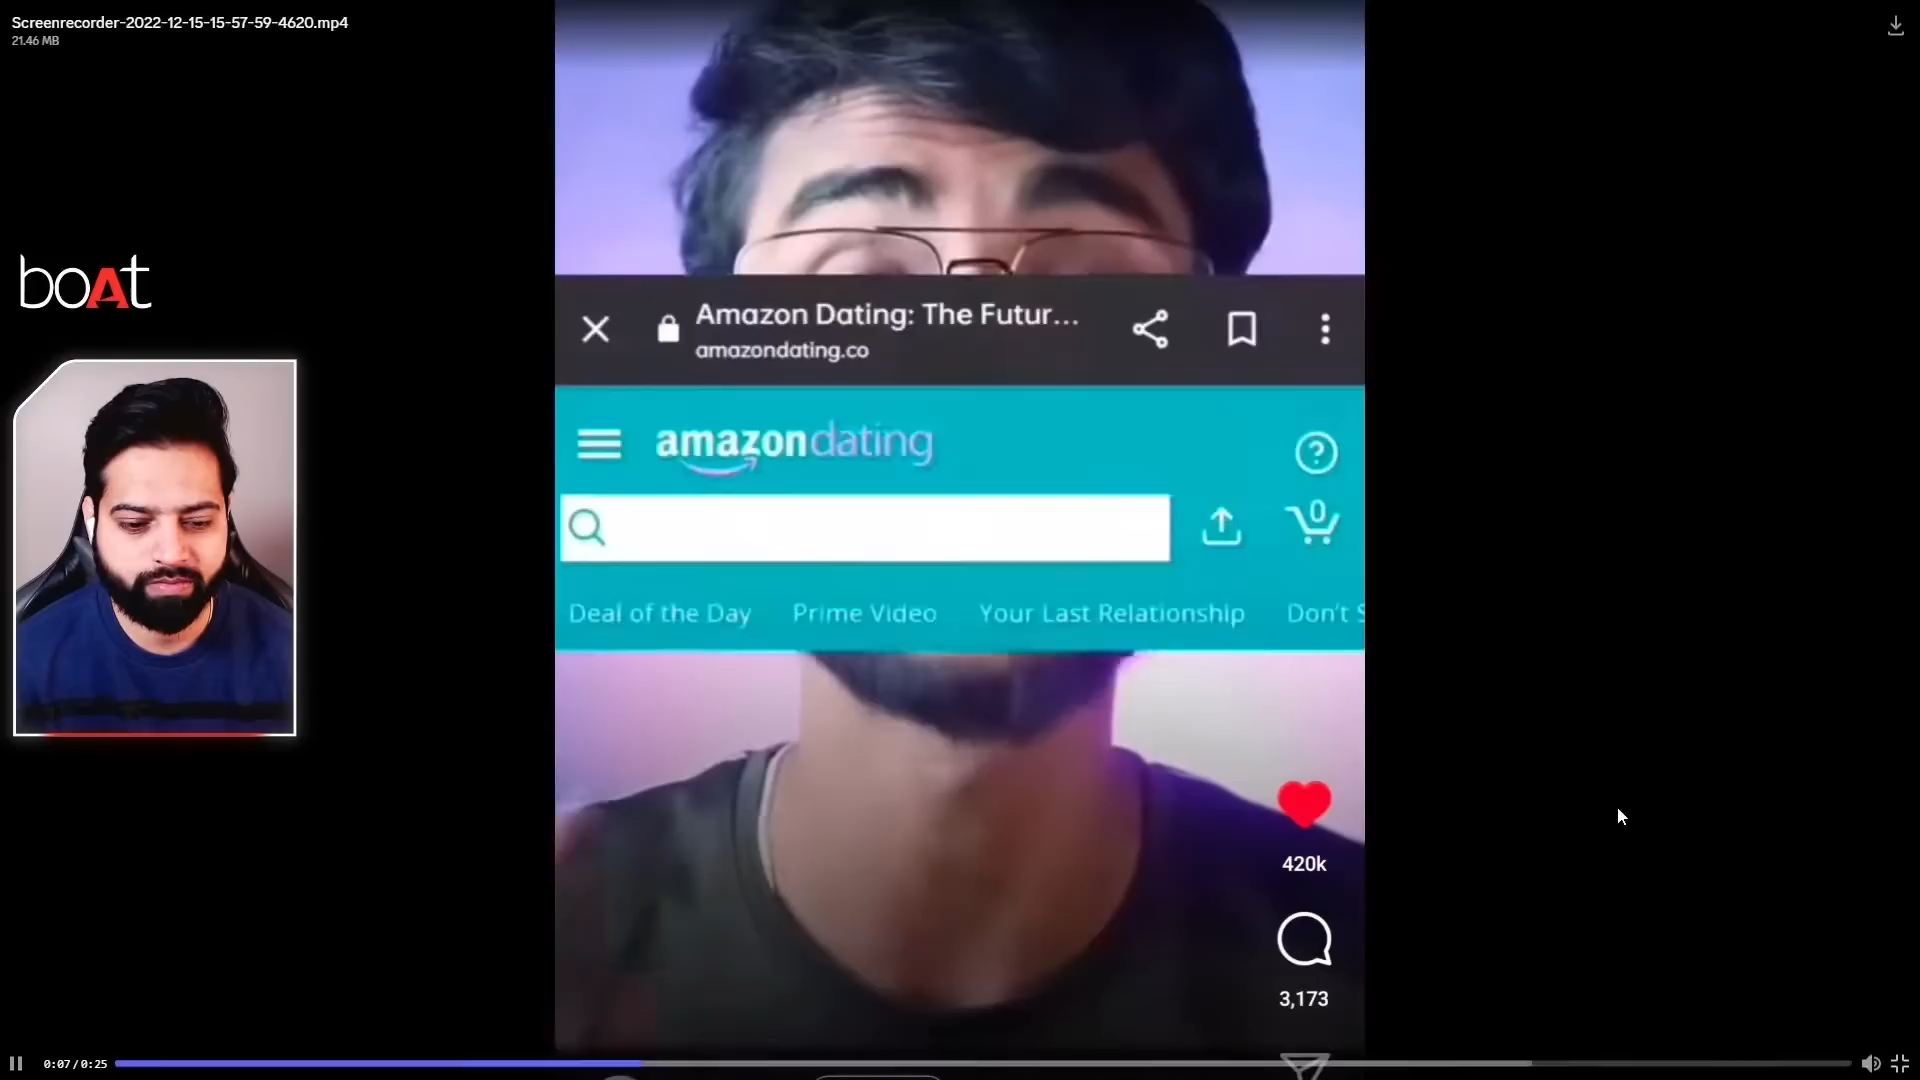 Screenrecorder-2022-12-15-15-57-59-4620.mp4
21.46 MB
boAt
Amazon Dating: The Futur...
amazondating.co
amazondating
0
Deal of the Day Prime Video Your Last Relationship Don't S
420k
3,173
0:07/0:25